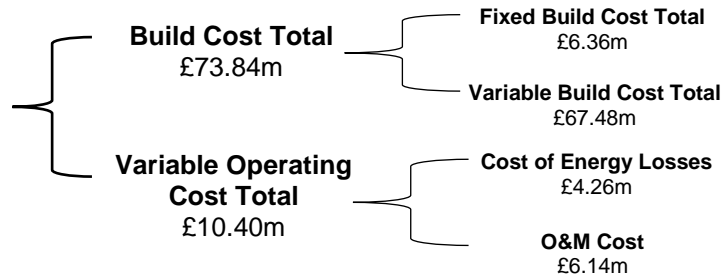 Build Cost Total
£73.84m
Fixed Build Cost Total
£6.36m
Variable Build Cost Total
£67.48m
Variable Operating
Cost Total
£10.40m
Cost of Energy Losses
£4.26m
O&M Cost
£6.14m